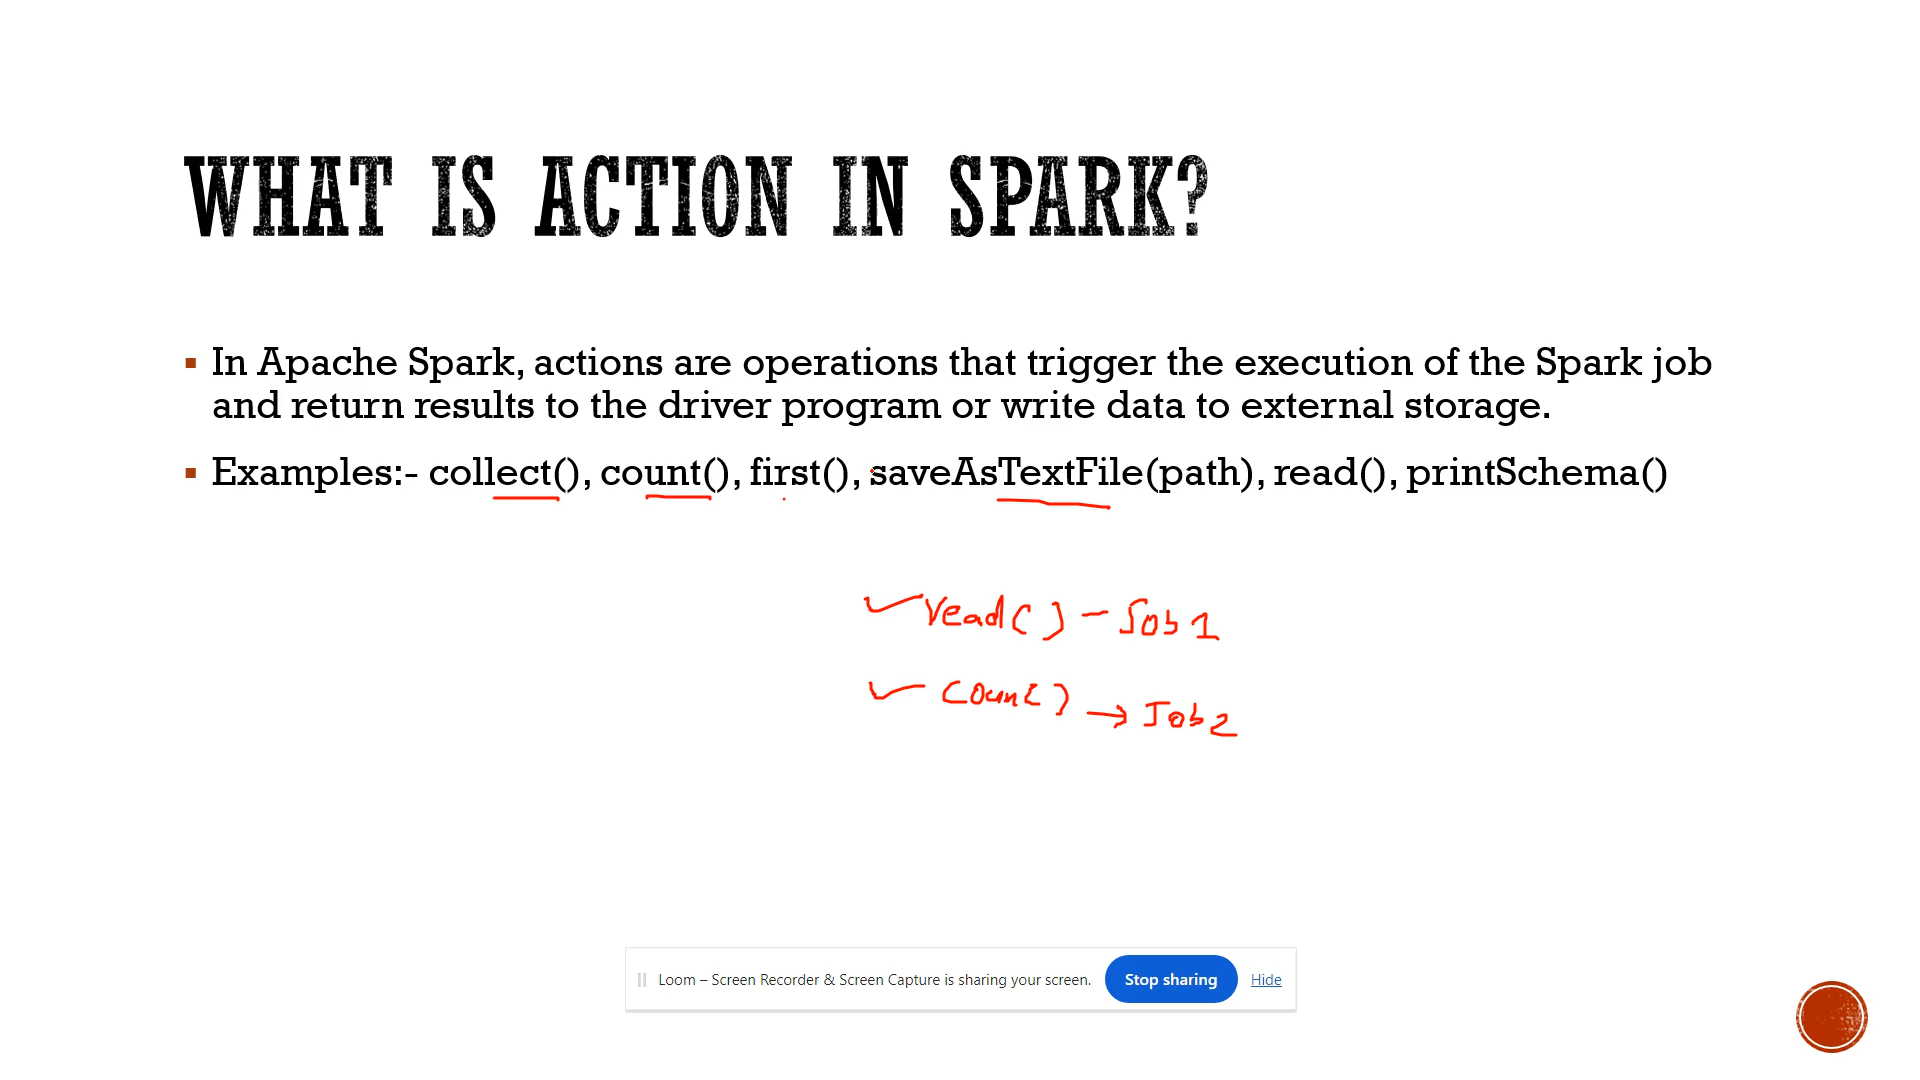 WHAT IS ACTION IN SPARK?
▪ In Apache Spark, actions are operations that trigger the execution of the Spark job
and return results to the driver program or write data to external storage.
▪ Examples:- collect(), count(), first(), saveAsTextFile(path), read(), printSchema()
✓ read() - Job 1
✓ count() → Job 2
Loom – Screen Recorder & Screen Capture is sharing your screen. Stop sharing Hide